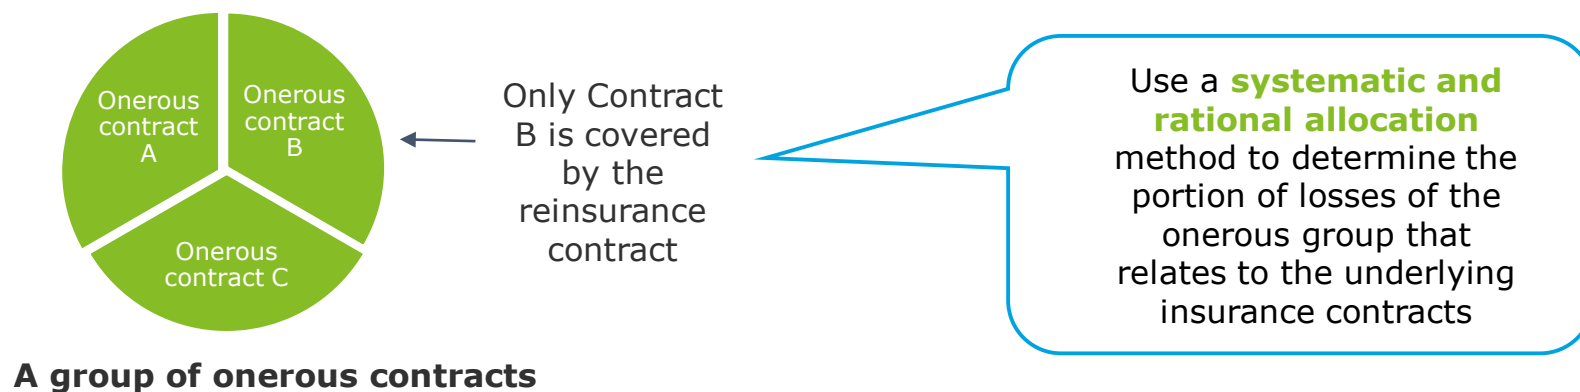 Onerous
contract
A
Onerous
contract
B
Onerous
contract C
A group of onerous contracts
Only Contract
B is covered
by the
reinsurance
contract
Use a systematic and
rational allocation
method to determine the
portion of losses of the
onerous group that
relates to the underlying
insurance contracts